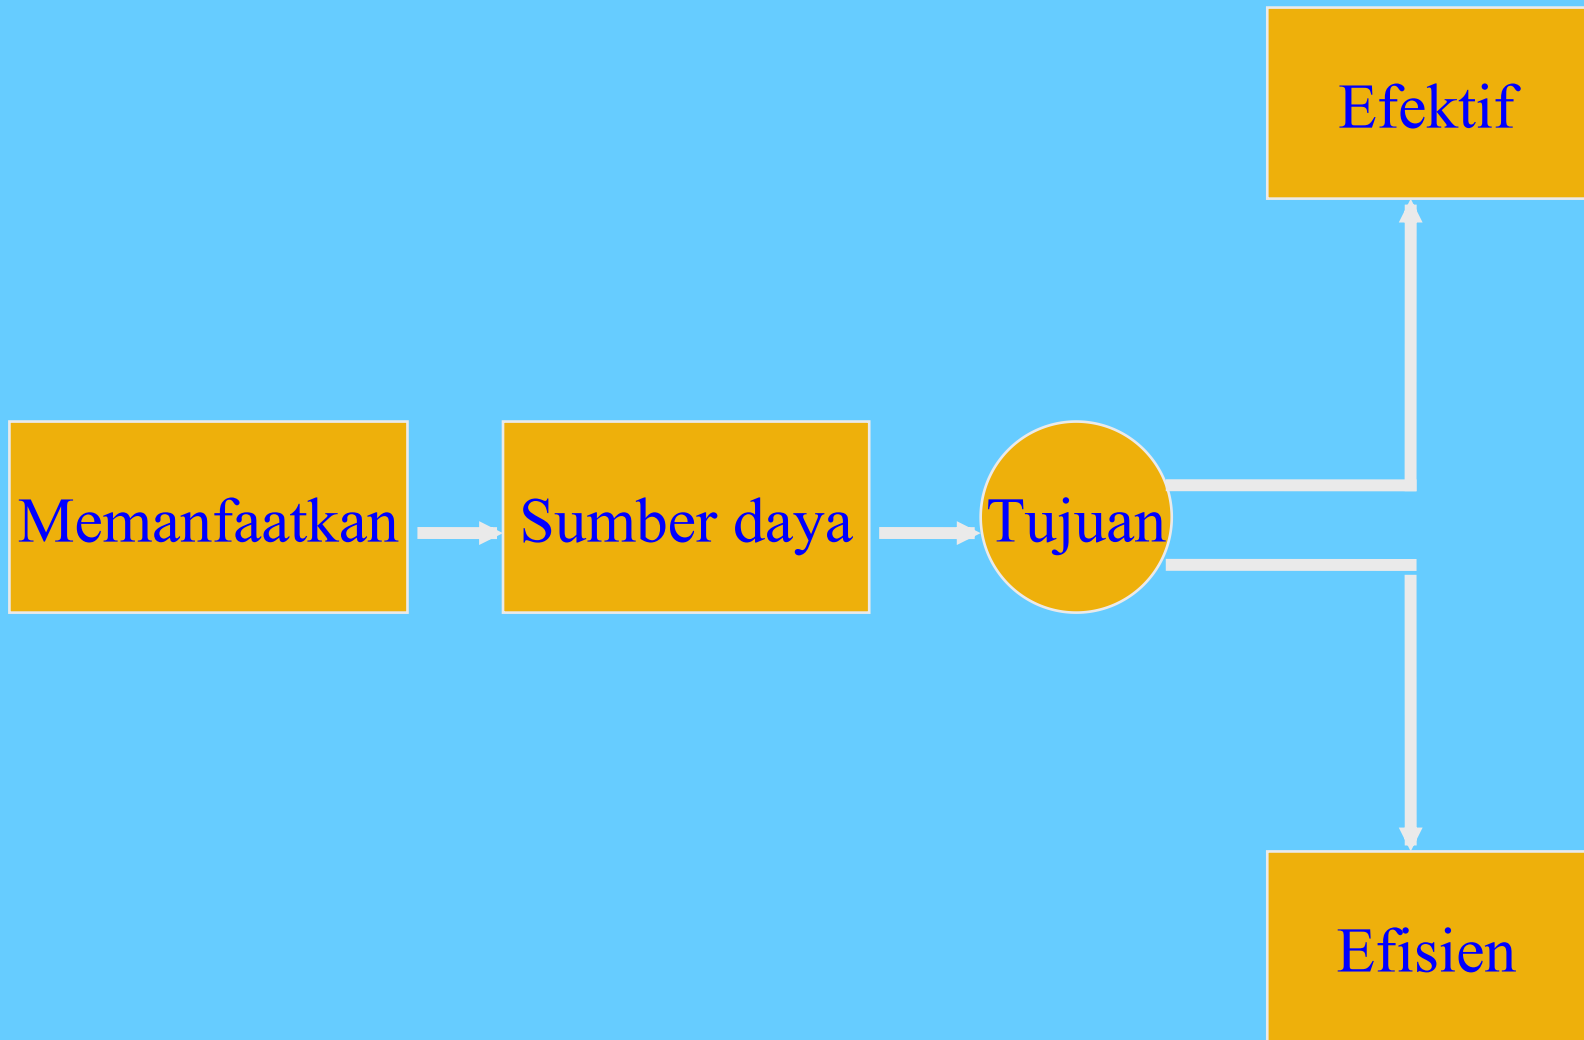 Efektif
Memanfaatkan
Sumber daya
Tujuan
Efisien